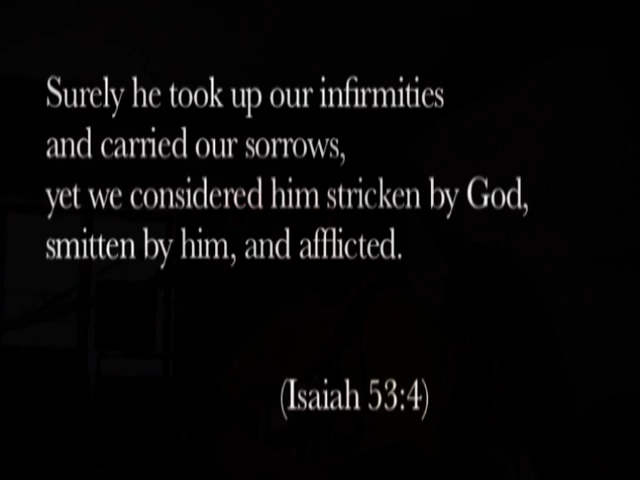 Surely he took up our infirmities
and carried our sorrows,
yet we considered him stricken by God,
smitten by him, and afflicted.
(Isaiah 53:4)